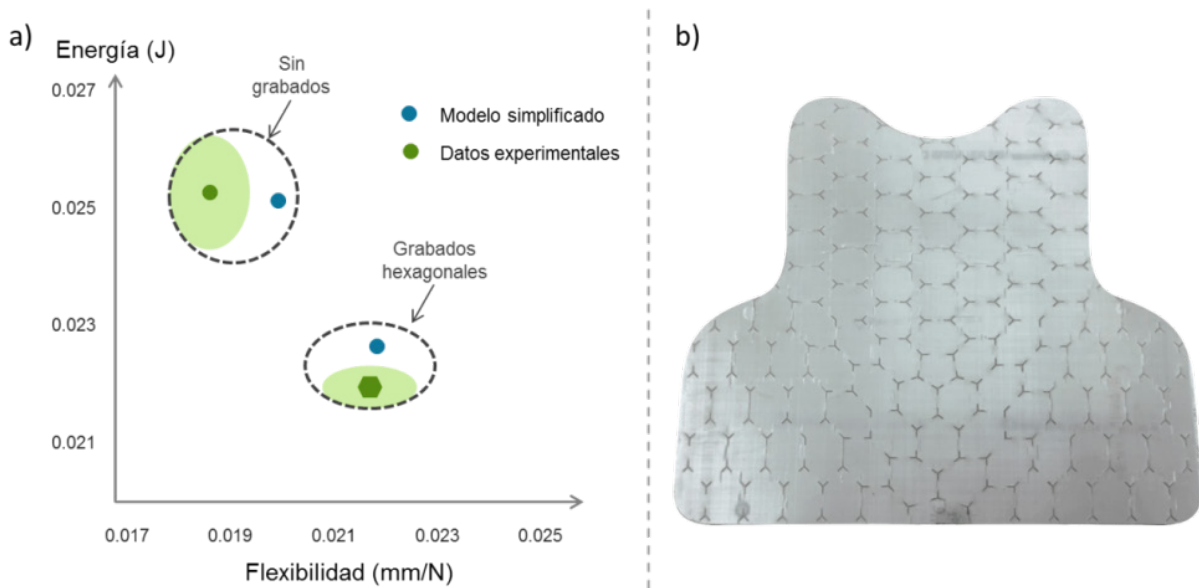 a)
Energía (J)
0.027
0.025
0.023
0.021
Sin
grabados
Modelo simplificado
Datos experimentales
Grabados
hexagonales
0.017
0.019
0.021
0.023
0.025
Flexibilidad (mm/N)
b)